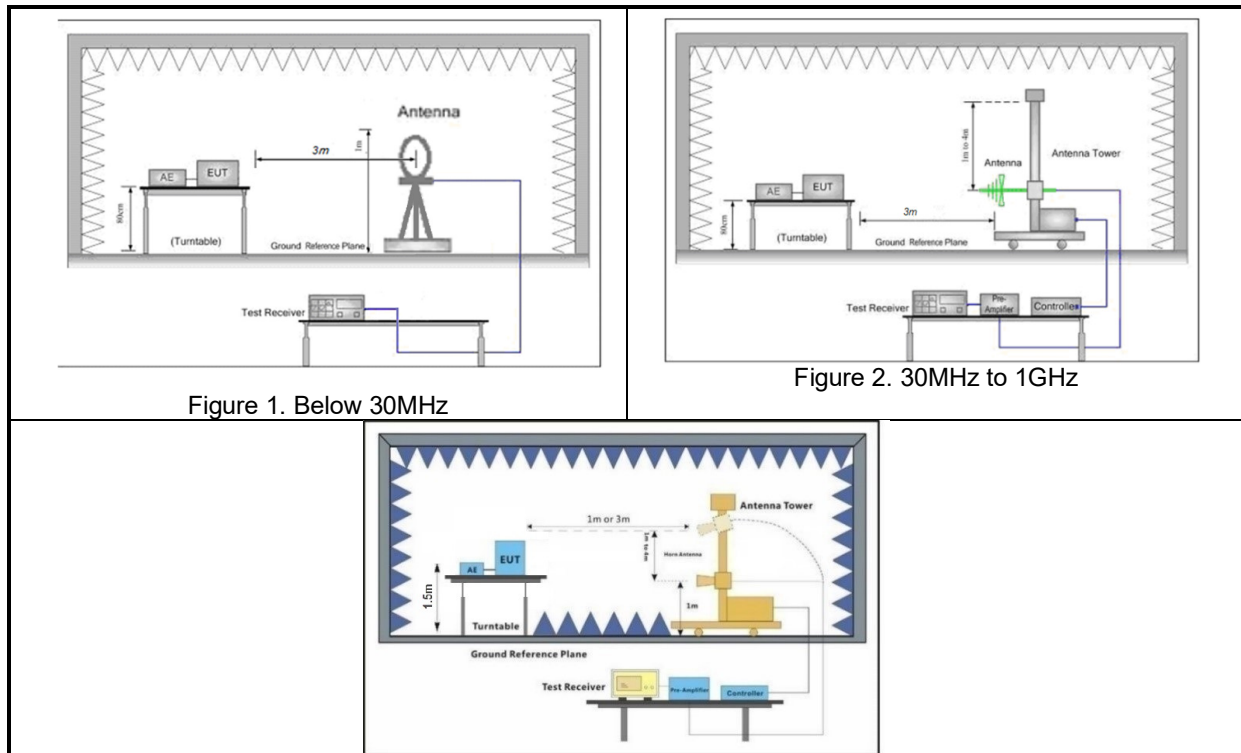 Antenna
3m
1m
AE
EUT
80cm
(Turntable)
Ground Reference Plane
Test Receiver
Figure 1. Below 30MHz
1m to 4m
Antenna
Antenna Tower
AE
EUT
3m
80cm
(Turntable)
Ground Reference Plane
Test Receiver
Pre-
Amplifier
Controller
Figure 2. 30MHz to 1GHz
Antenna Tower
1m or 3m
1m to 4m
Horn Antenna
EUT
AE
1.5m
1m
Turntable
Ground Reference Plane
Test Receiver
Pre-Amplifier
Controller